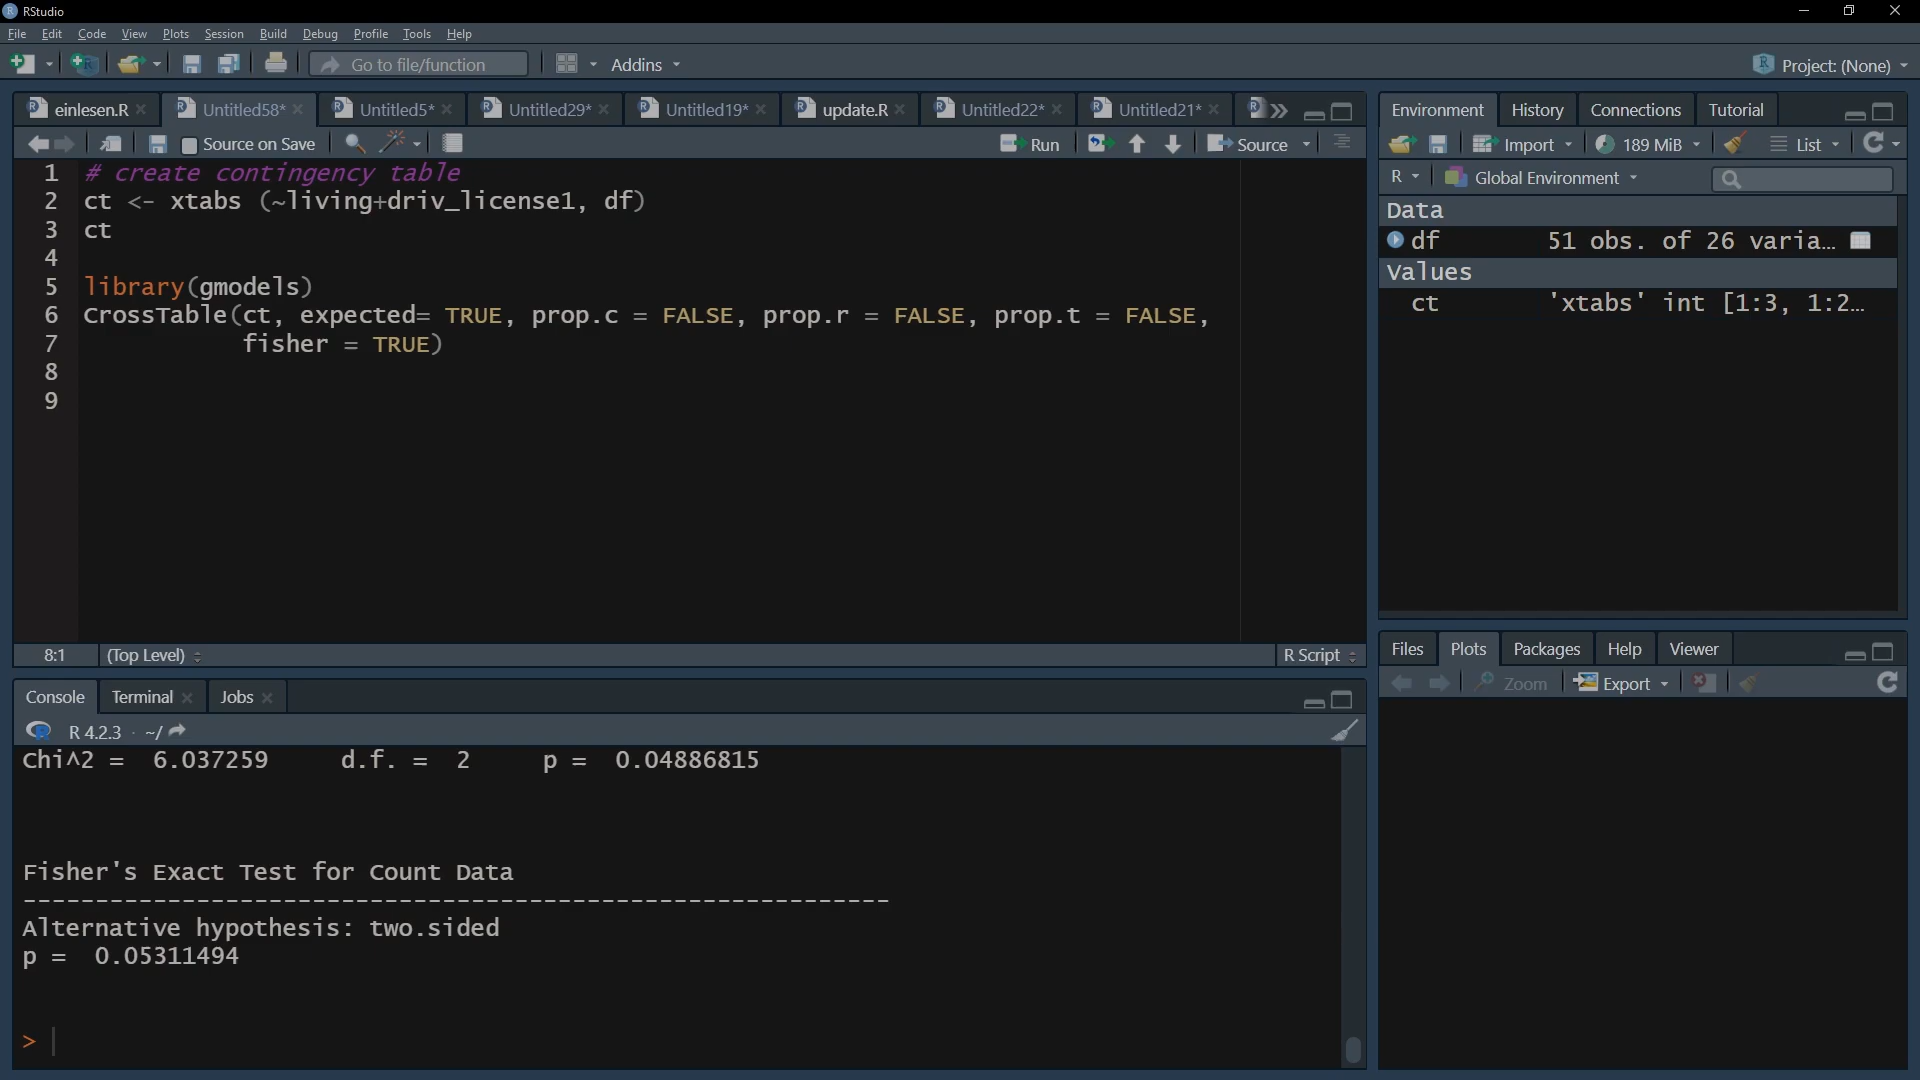 RStudio
File Edit Code View Plots Session Build Debug Profile Tools Help
Go to file/function Addins Project: (None)
einlesen.R Untitled58* Untitled5* Untitled29* Untitled19* update.R Untitled22* Untitled21*
Source on Save Run Source
1 # create contingency table
2 ct <- xtabs (~living+driv_license1, df)
3 ct
4
5 library(gmodels)
6 CrossTable(ct, expected= TRUE, prop.c = FALSE, prop.r = FALSE, prop.t = FALSE,
7 fisher = TRUE)
8
9
8:1 (Top Level) R Script
Console Terminal Jobs
R 4.2.3 · ~/
Chi^2 = 6.037259 d.f. = 2 p = 0.04886815
Fisher's Exact Test for Count Data
------------------------------------------------------------
Alternative hypothesis: two.sided
p = 0.05311494
>
Environment History Connections Tutorial
Import 189 MiB List
R Global Environment
Data
df 51 obs. of 26 varia…
Values
ct 'xtabs' int [1:3, 1:2…
Files Plots Packages Help Viewer
Zoom Export